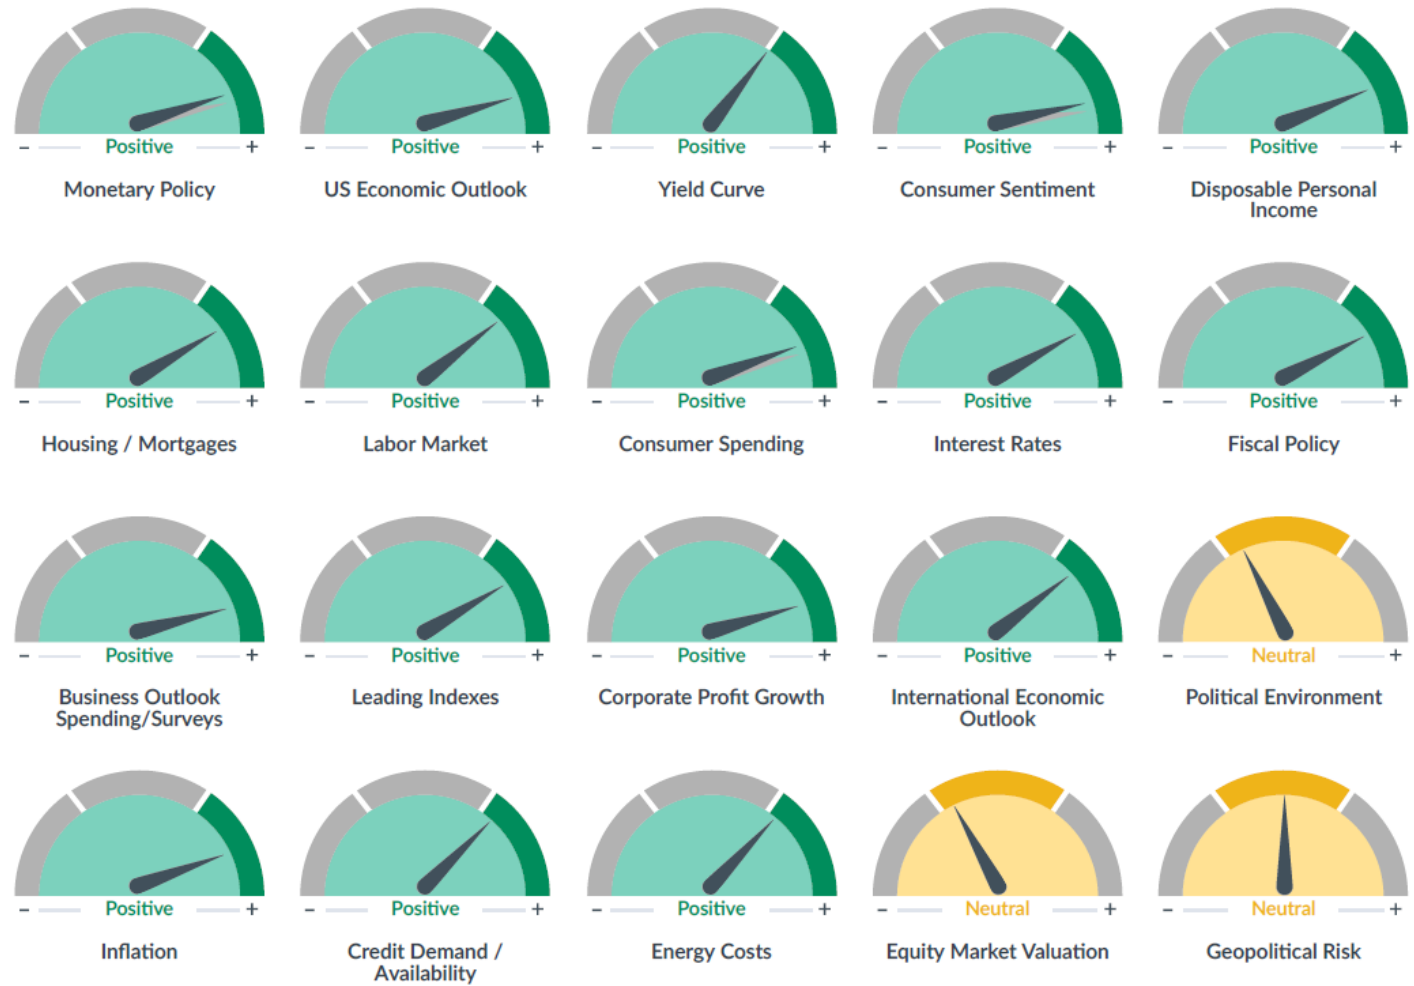 - Positive +
Monetary Policy
- Positive +
US Economic Outlook
- Positive +
Yield Curve
- Positive +
Consumer Sentiment
- Positive +
Disposable Personal
Income
- Positive +
Housing / Mortgages
- Positive +
Labor Market
- Positive +
Consumer Spending
- Positive +
Interest Rates
- Positive +
Fiscal Policy
- Positive +
Business Outlook
Spending/Surveys
- Positive +
Leading Indexes
- Positive +
Corporate Profit Growth
- Positive +
International Economic
Outlook
- Neutral +
Political Environment
- Positive +
Inflation
- Positive +
Credit Demand /
Availability
- Positive +
Energy Costs
- Neutral +
Equity Market Valuation
- Neutral +
Geopolitical Risk